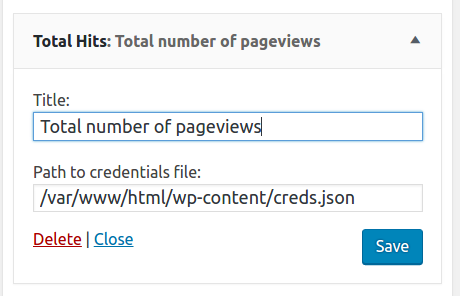 Total Hits: Total number of pageviews
Title:
Total number of pageviews
Path to credentials file:
/var/www/html/wp-content/creds.json
Delete | Close
Save